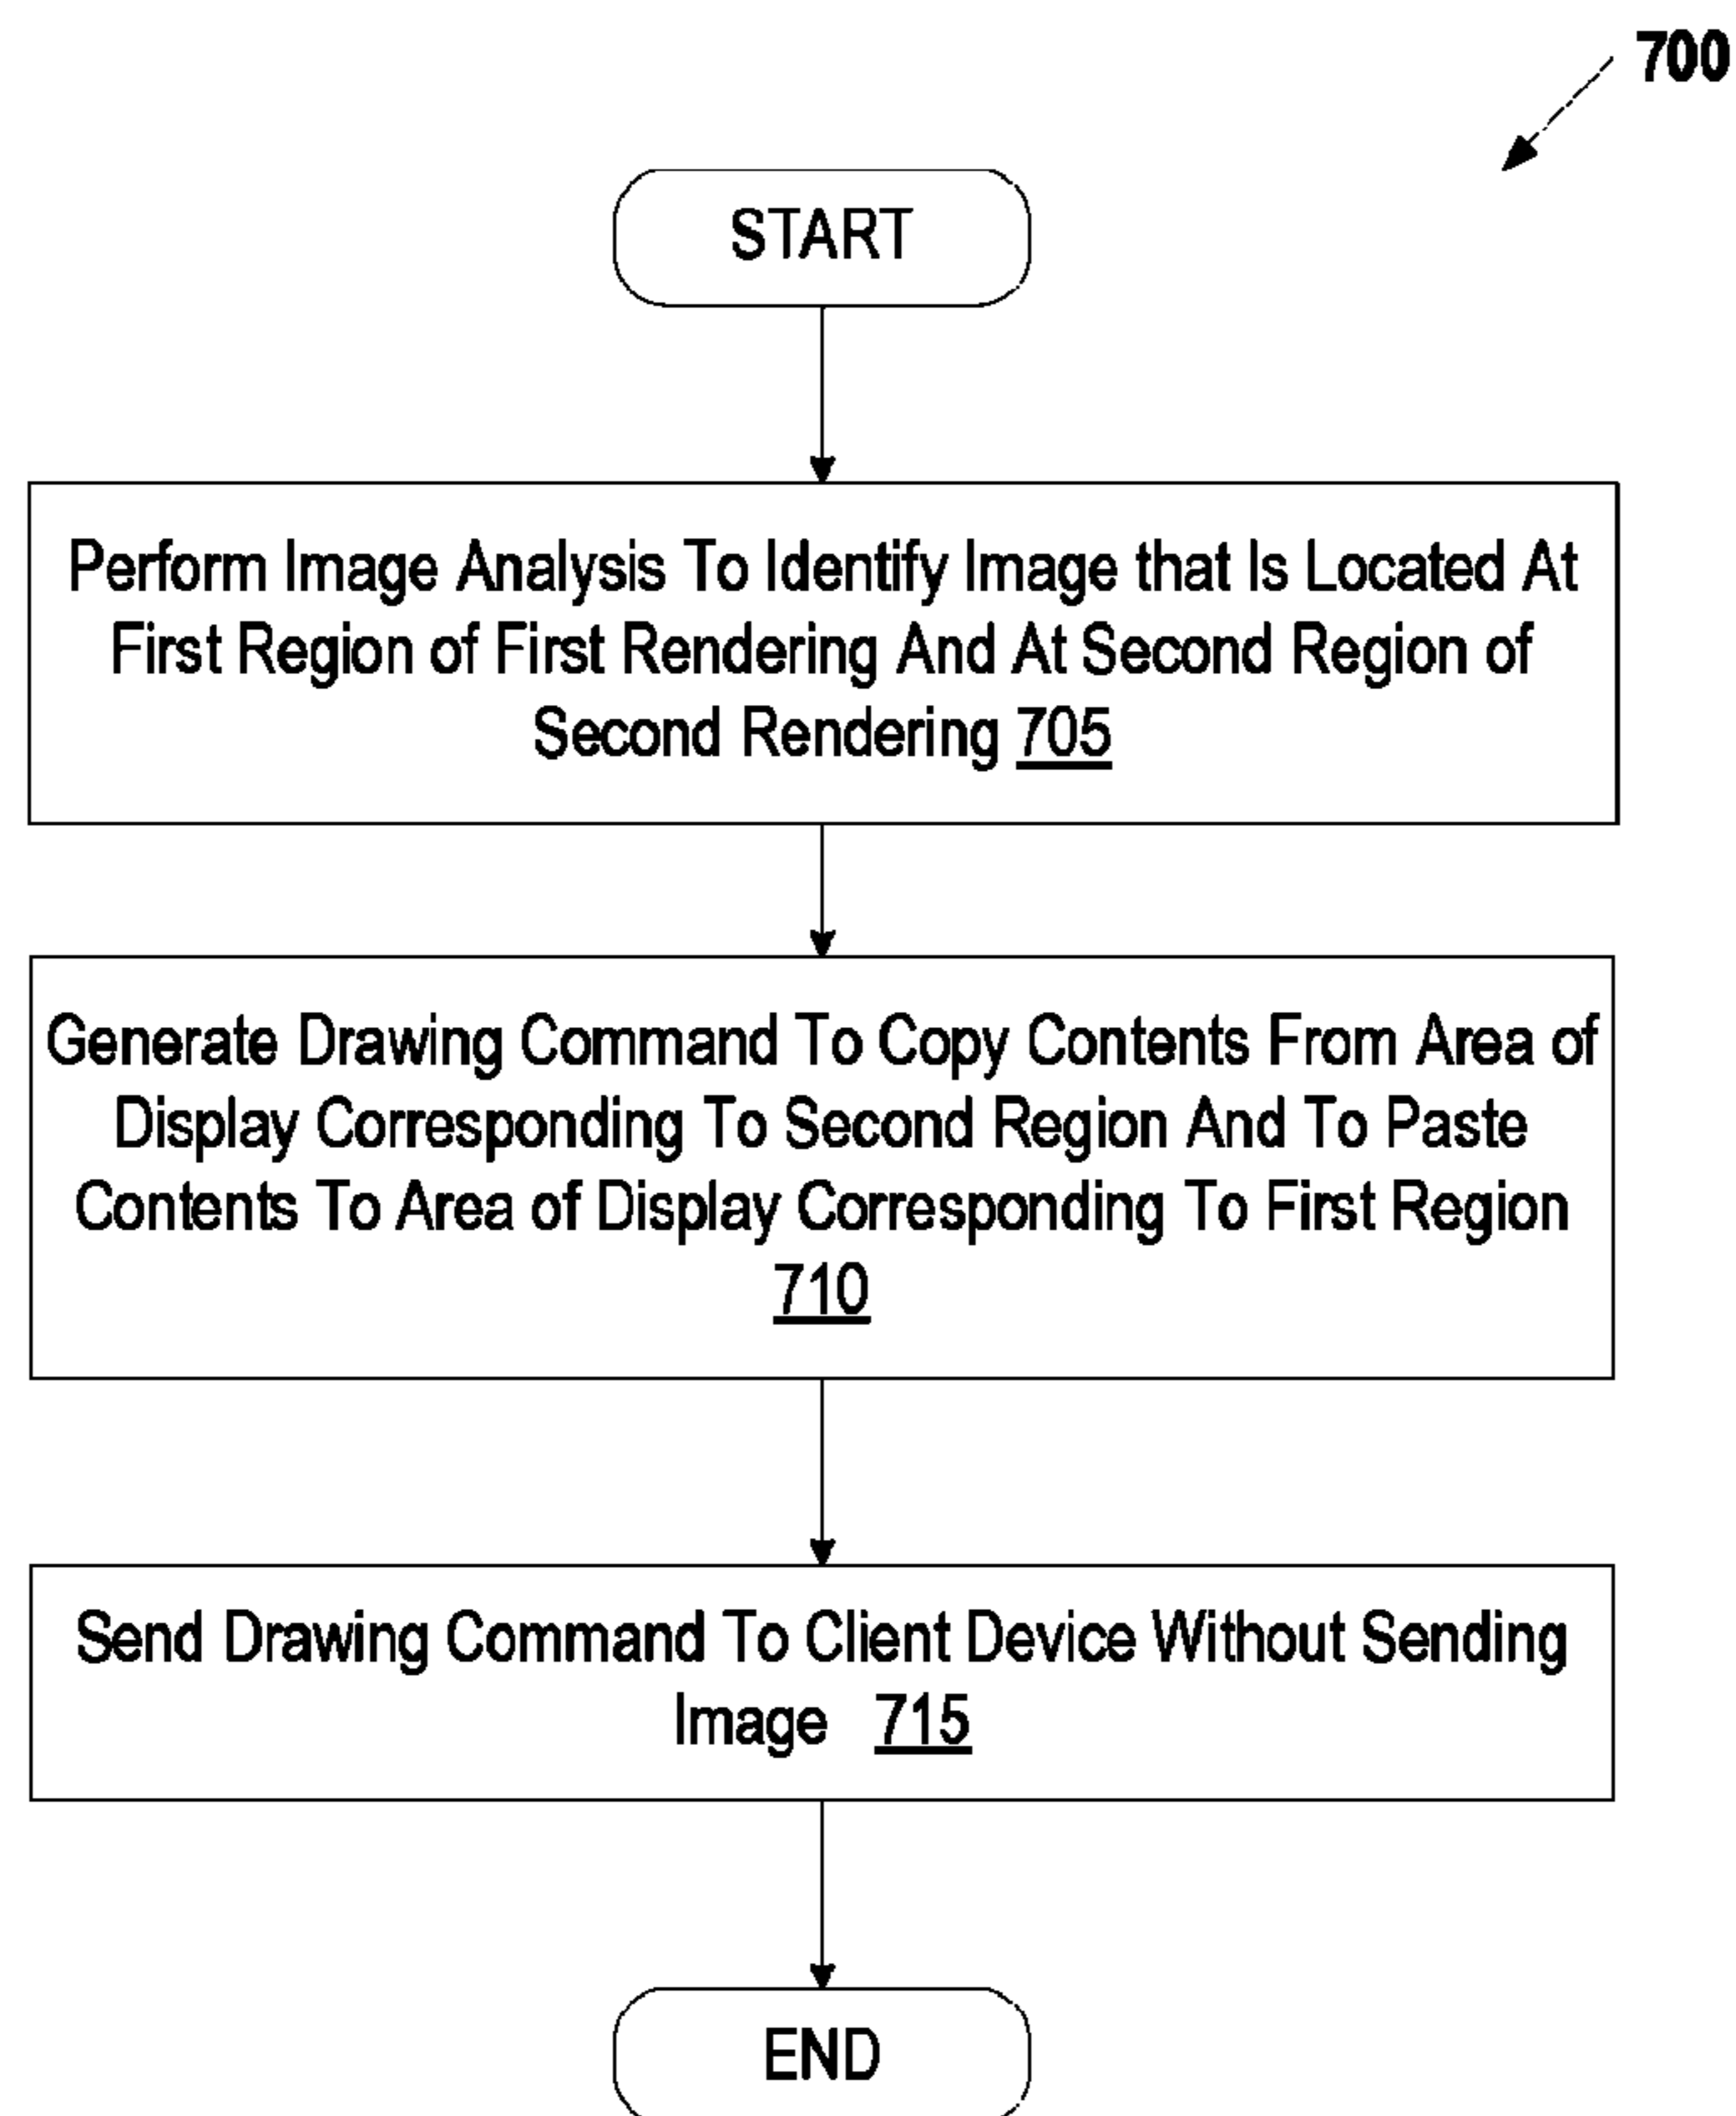 700
START
Perform Image Analysis To Identify Image that Is Located At
First Region of First Rendering And At Second Region of
Second Rendering 705
Generate Drawing Command To Copy Contents From Area of
Display Corresponding To Second Region And To Paste
Contents To Area of Display Corresponding To First Region
710
Send Drawing Command To Client Device Without Sending
Image 715
END